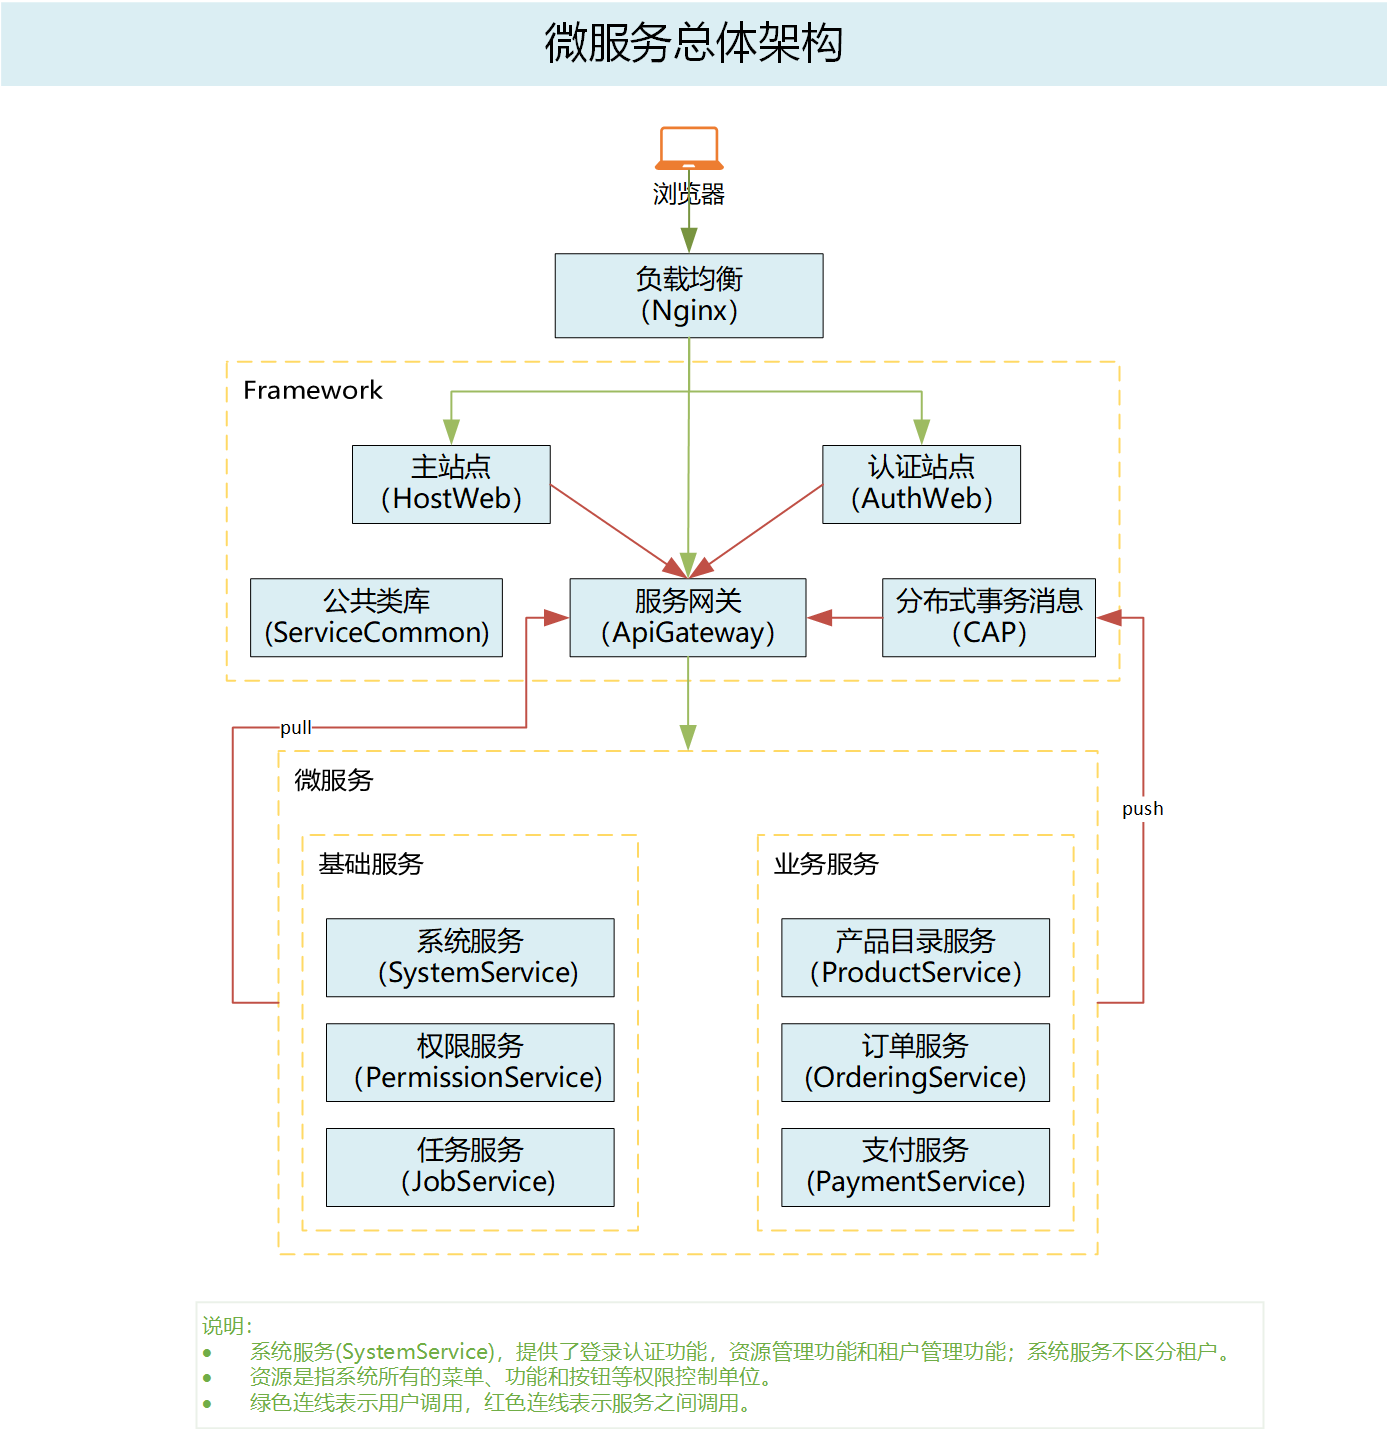 微服务总体架构
浏览器
负载均衡
（Nginx）
Framework
主站点
（HostWeb）
认证站点
（AuthWeb）
公共类库
(ServiceCommon)
服务网关
（ApiGateway）
分布式事务消息
（CAP）
pull
push
微服务
基础服务
业务服务
系统服务
（SystemService)
产品目录服务
（ProductService）
权限服务
（PermissionService)
订单服务
(OrderingService)
任务服务
（JobService)
支付服务
(PaymentService)
说明：
• 系统服务(SystemService)，提供了登录认证功能，资源管理功能和租户管理功能；系统服务不区分租户。
• 资源是指系统所有的菜单、功能和按钮等权限控制单位。
• 绿色连线表示用户调用，红色连线表示服务之间调用。